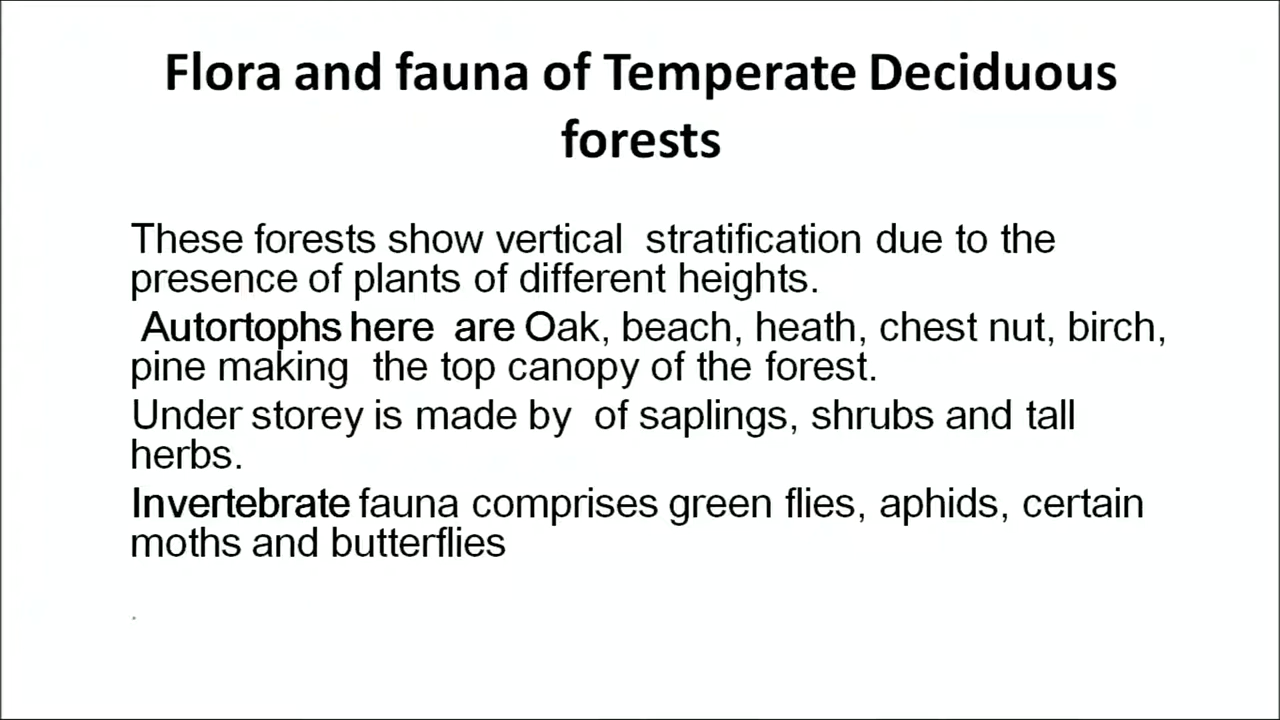 Flora and fauna of Temperate Deciduous
forests
These forests show vertical stratification due to the
presence of plants of different heights.
Autortophs here are Oak, beach, heath, chest nut, birch,
pine making the top canopy of the forest.
Under storey is made by of saplings, shrubs and tall
herbs.
Invertebrate fauna comprises green flies, aphids, certain
moths and butterflies
.